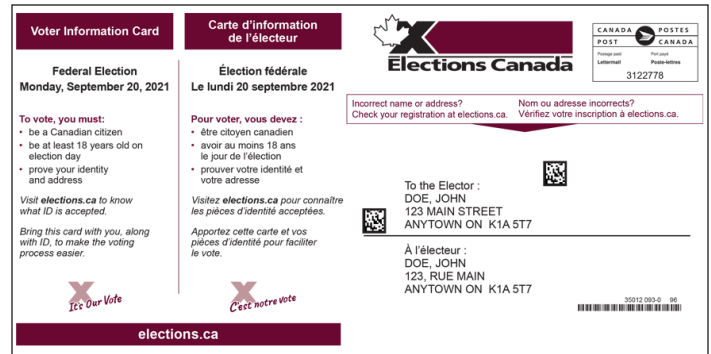 Voter Information Card
Federal Election
Monday, September 20, 2021
To vote, you must:
• be a Canadian citizen
• be at least 18 years old on
election day
• prove your identity
and address
Visit elections.ca to know
what ID is accepted.
Bring this card with you, along
with ID, to make the voting
process easier.
It's Our Vote
Carte d'information
de l'électeur
Élection fédérale
Le lundi 20 septembre 2021
Pour voter, vous devez :
• être citoyen canadien
• avoir au moins 18 ans
le jour de l'élection
• prouver votre identité et
votre adresse
Visitez elections.ca pour connaître
les pièces d'identité acceptées.
Apportez cette carte et vos
pièces d'identité pour faciliter
le vote.
C'est notre vote
elections.ca
Élections Canada
CANADA POSTES
POST CANADA
Postage paid Port payé
Lettermail Poste-lettres
3122778
Incorrect name or address?
Check your registration at elections.ca.
Nom ou adresse incorrects?
Vérifiez votre inscription à elections.ca.
To the Elector :
DOE, JOHN
123 MAIN STREET
ANYTOWN ON K1A 5T7
À l'électeur :
DOE, JOHN
123, RUE MAIN
ANYTOWN ON K1A 5T7
35012 093-0 96